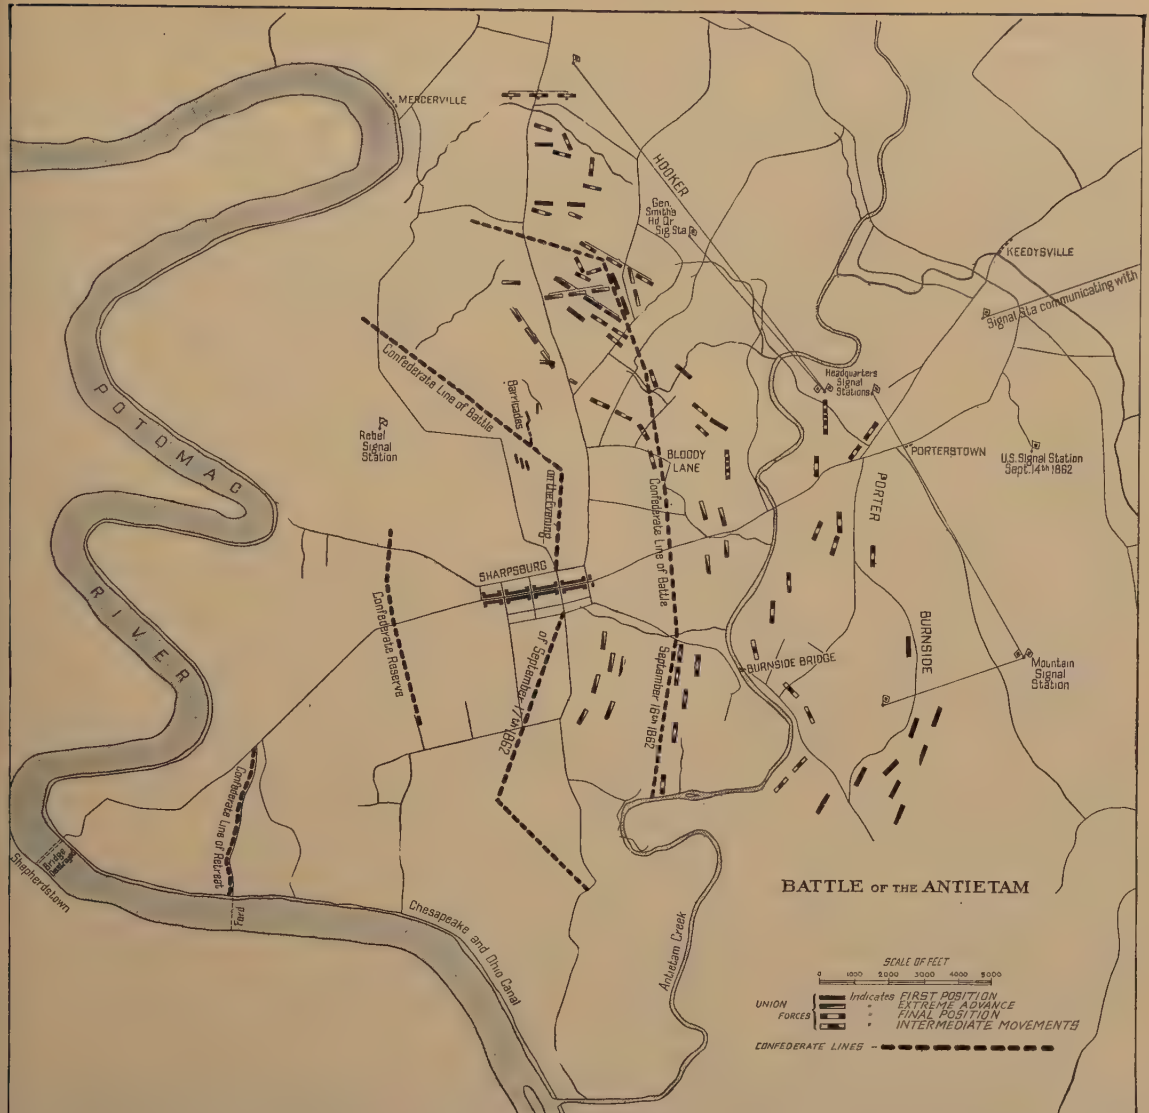 MERCERVILLE
HOOKER
Gen.
Smith's
Hd. Qr
Sig Sta
KEEDYSVILLE
Signal Sta communicating with
Confederate Line of Battle
Barricades
Headquarters
Signal
Stations
POTOMAC
RIVER
Rebel
Signal
Station
BLOODY
LANE
PORTERSTOWN
U.S. Signal Station
Sept. 14th 1862
PORTER
on the Evening
Confederate Line of Battle
SHARPSBURG
Confederate Reserve
of September 17th 1862
September 16th 1862
BURNSIDE
BURNSIDE BRIDGE
Mountain
Signal
Station
Confederate Line of Retreat
Bridge
Destroyed
Shepherdstown
Ford
Chesapeake and Ohio Canal
Antietam Creek
BATTLE OF THE ANTIETAM
SCALE OF FEET
0 1000 2000 3000 4000 5000
UNION
FORCES
Indicates FIRST POSITION
" EXTREME ADVANCE
" FINAL POSITION
" INTERMEDIATE MOVEMENTS
CONFEDERATE LINES